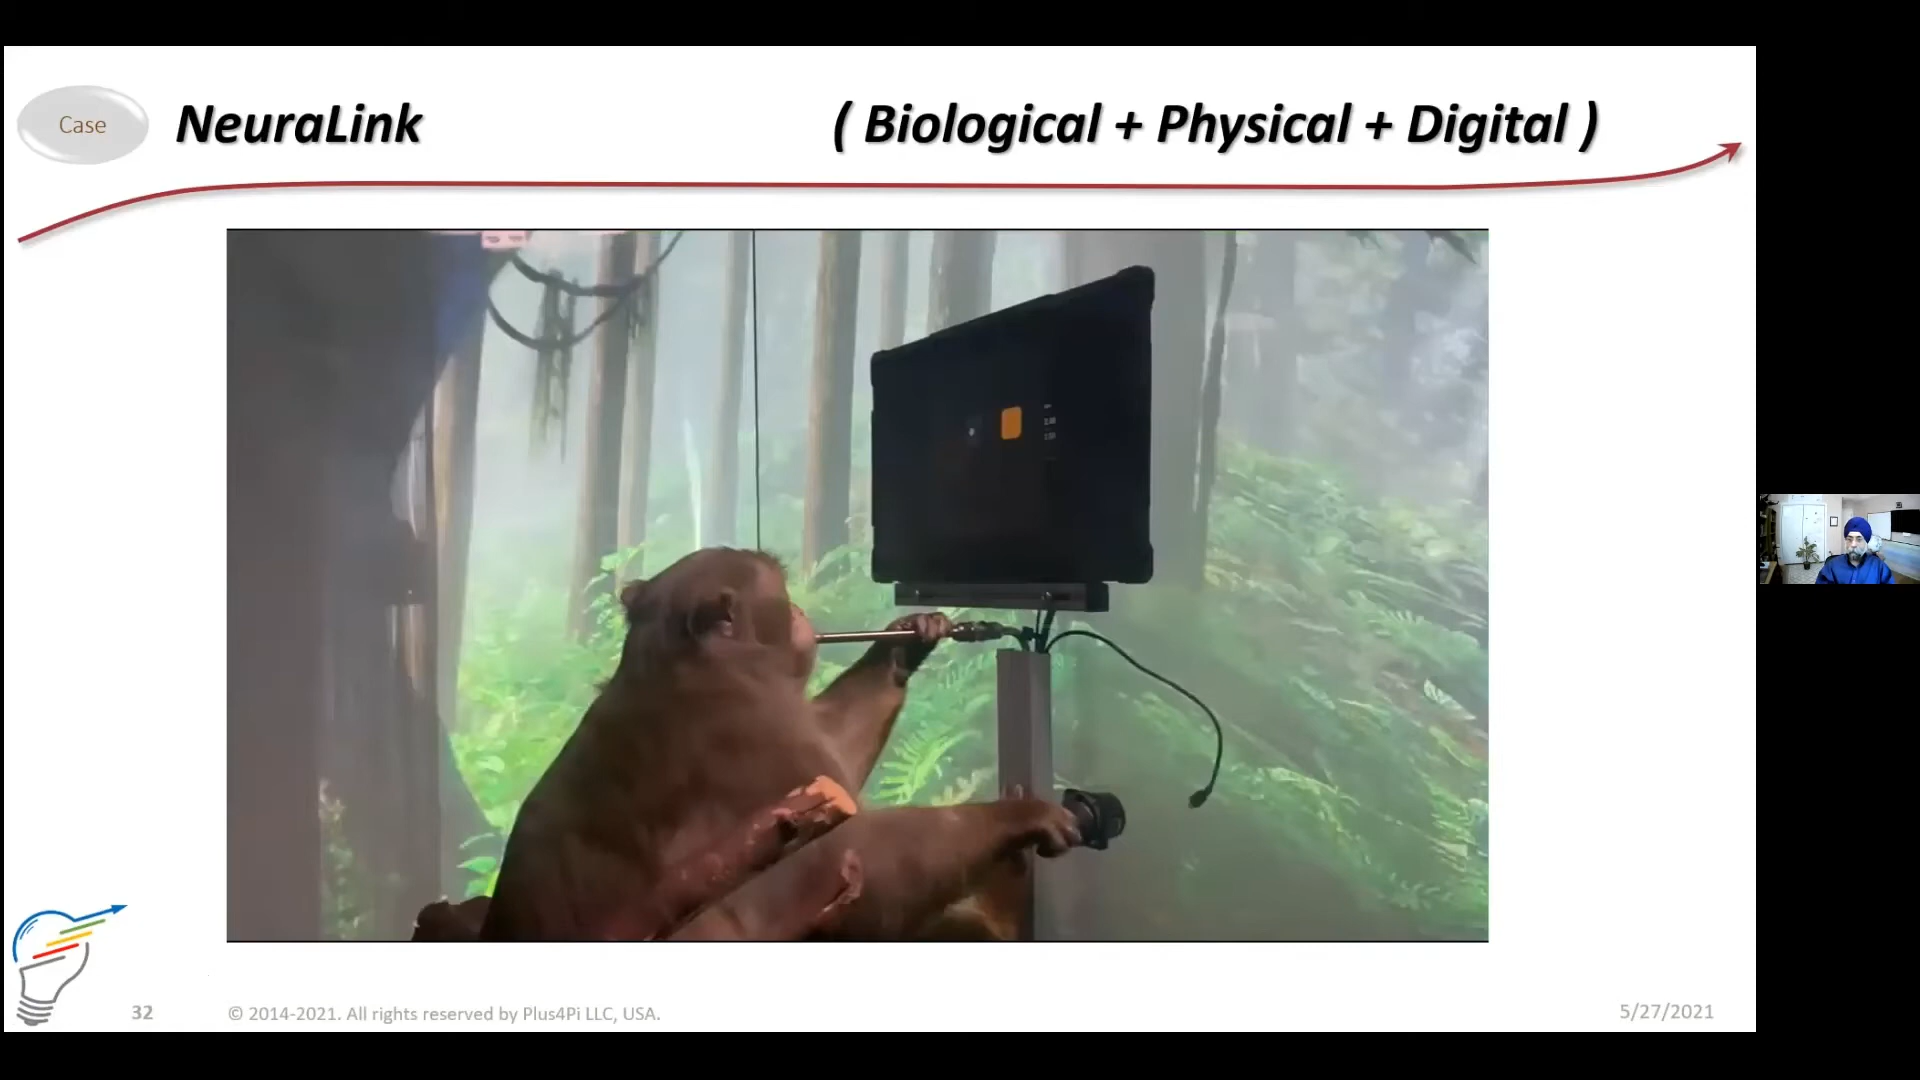 Case
NeuraLink
( Biological + Physical + Digital )
32
© 2014-2021. All rights reserved by Plus4Pi LLC, USA.
5/27/2021